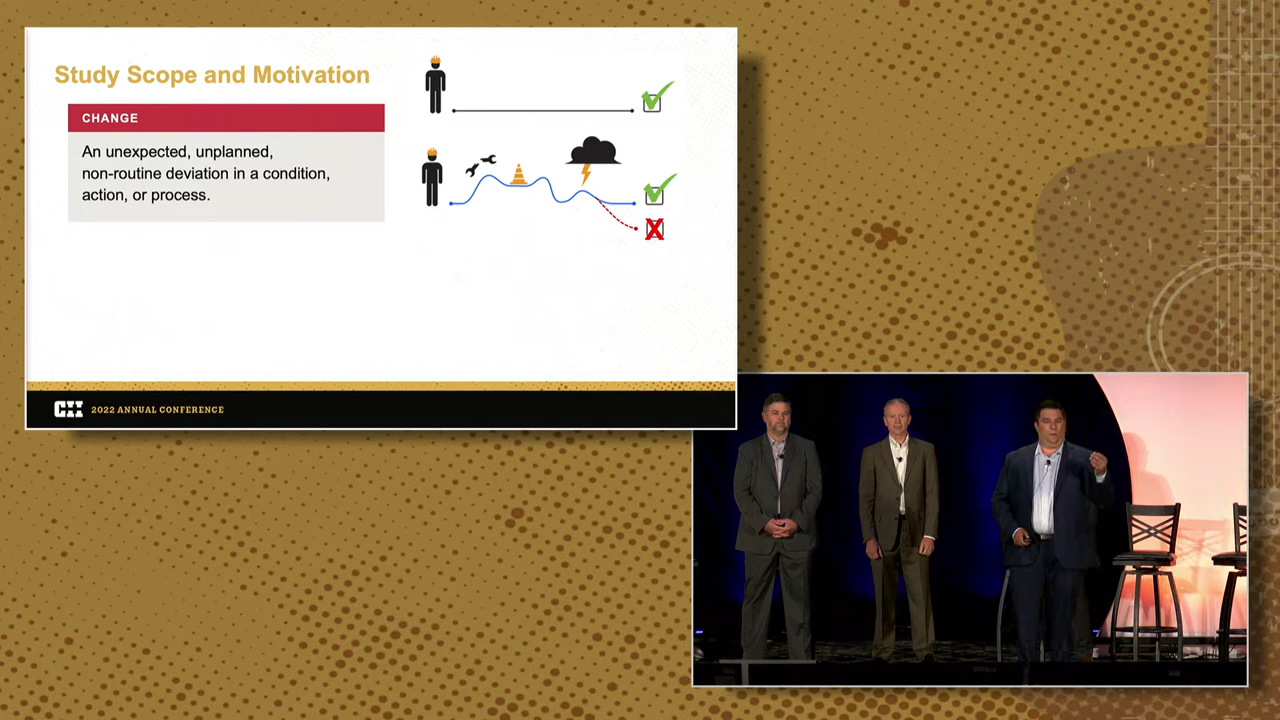 Study Scope and Motivation
CHANGE
An unexpected, unplanned,
non-routine deviation in a condition,
action, or process.
CII 2022 ANNUAL CONFERENCE